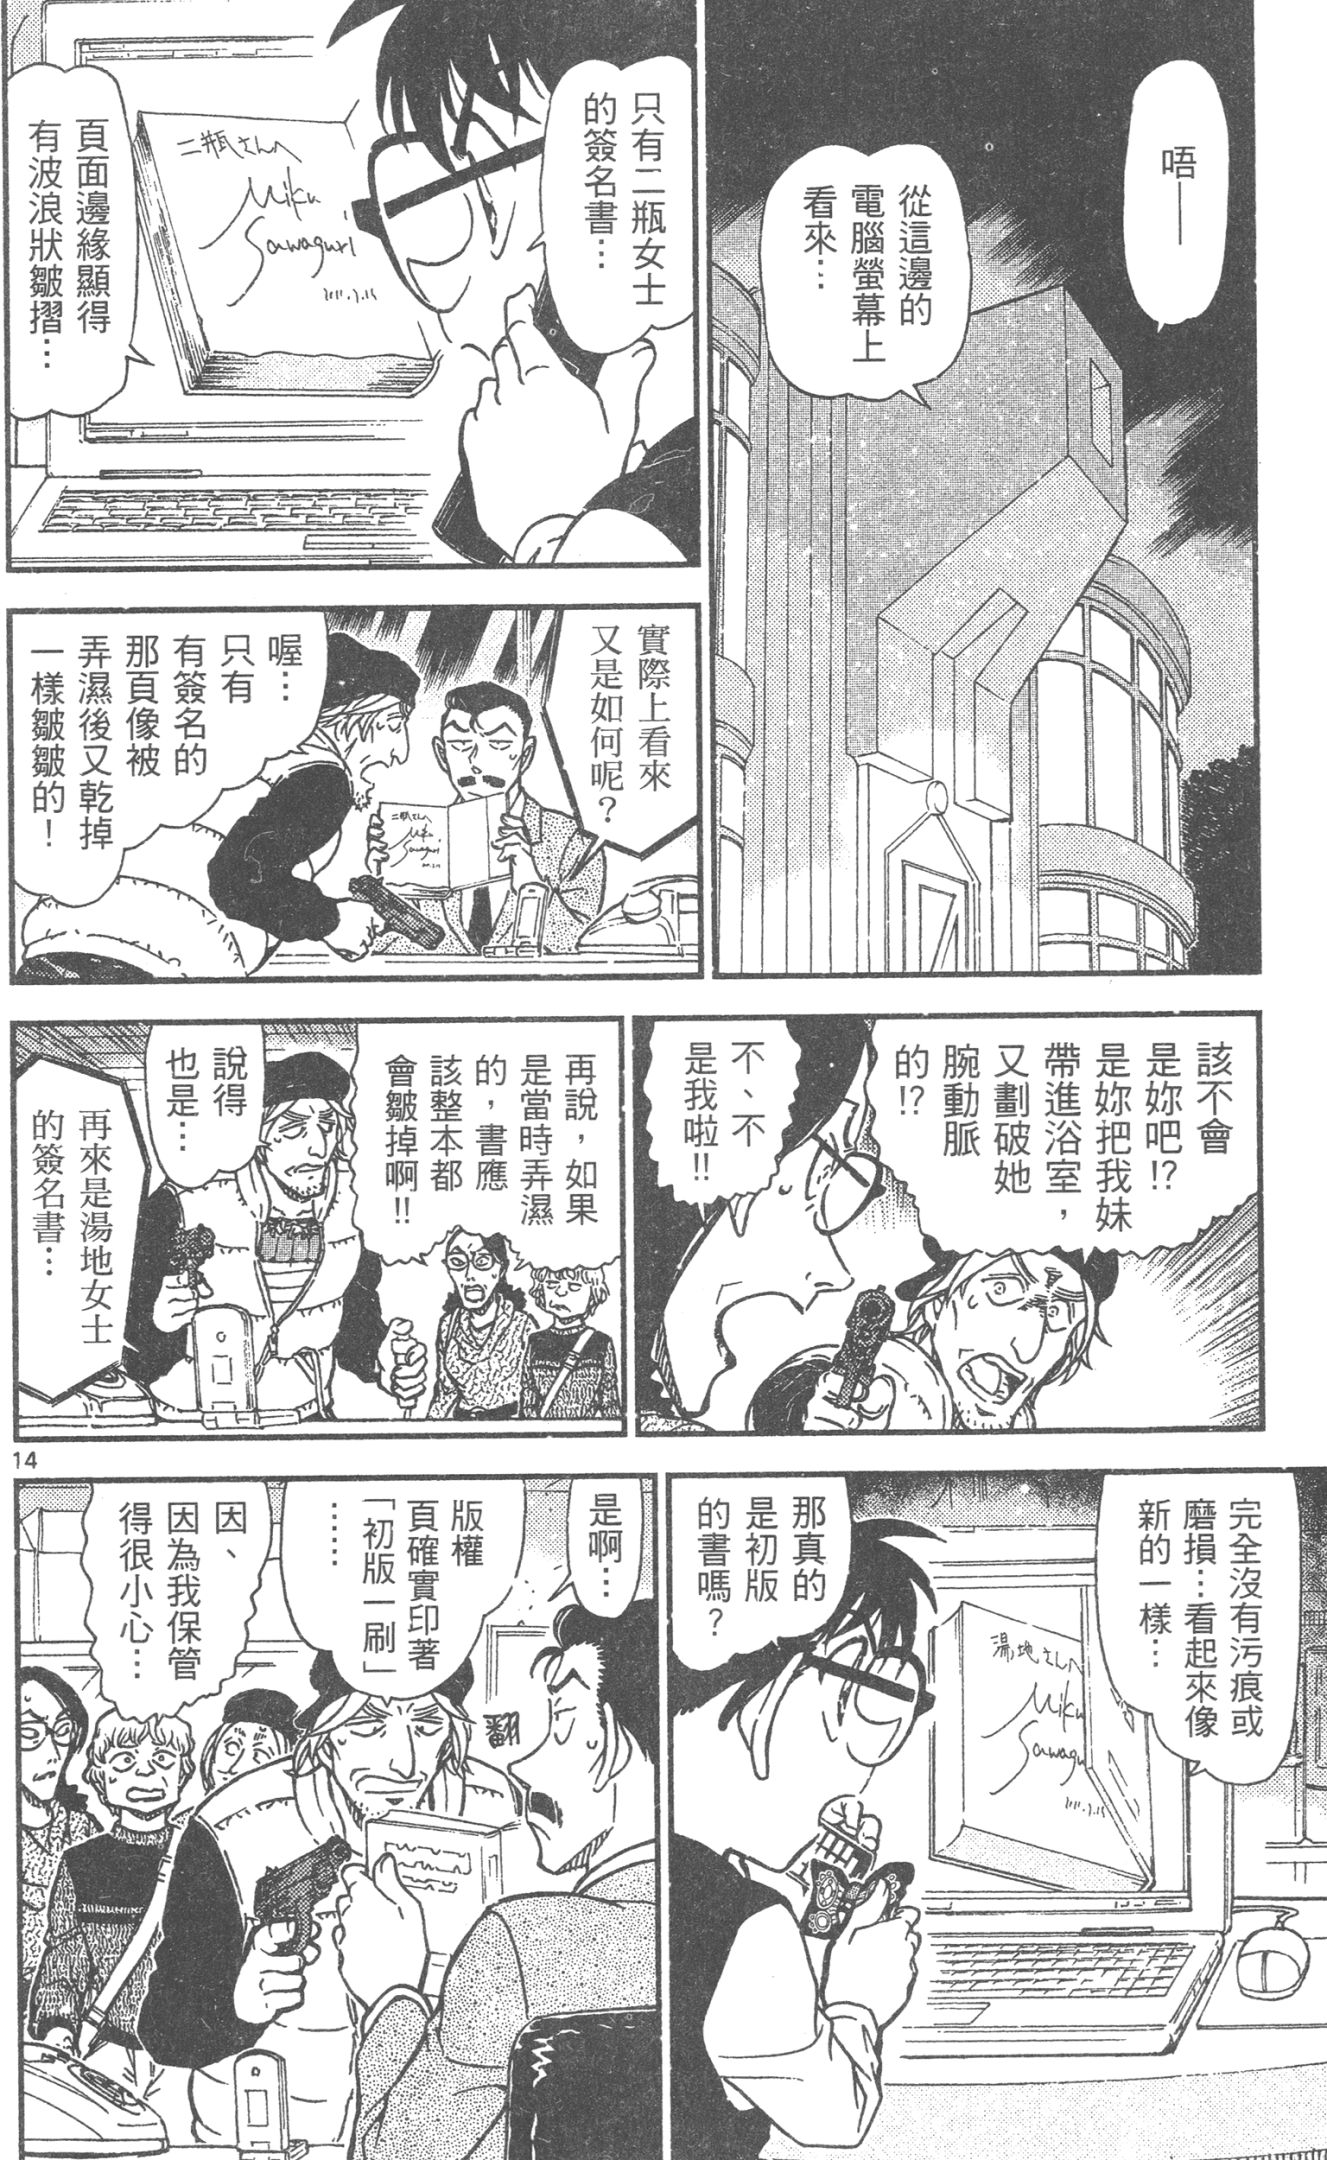 唔——
從這邊的
電腦螢幕上
看來…
只有二瓶女士
的簽名書…
二瓶さんへ
Miku
Sawaguri
頁面邊緣顯得
有波浪狀皺摺…
實際上看來
又是如何呢？
喔…
只有
有簽名的
那頁像被
弄濕後又乾掉
一樣皺皺的！
二瓶さんへ
Miku
Sawaguri
該不會
是妳吧!?
是妳把我妹
帶進浴室，
又劃破她
腕動脈
的!?
不、不
是我啦!!
再說，如果
是當時弄濕
的，書應
該整本都
會皺掉啊!!
說得
也是…
再來是湯地女士
的簽名書…
14
完全沒有污痕或
磨損…看起來像
新的一樣…
湯地さんへ
Miku
Sawaguri
那真的
是初版
的書嗎？
是啊…
版權
頁確實印著
「初版一刷」
……
翻
因、
因為我保管
得很小心…